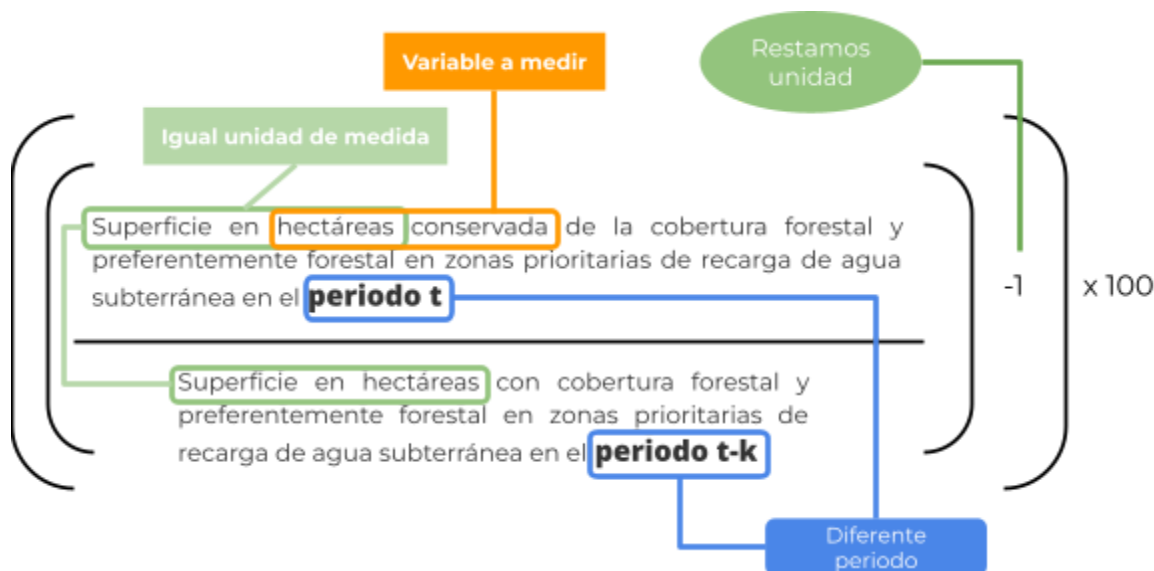 Restamos
unidad
Variable a medir
Igual unidad de medida
Superficie en hectáreas conservada de la cobertura forestal y
preferentemente forestal en zonas prioritarias de recarga de agua
subterránea en el periodo t
-1
x 100
Superficie en hectáreas con cobertura forestal y
preferentemente forestal en zonas prioritarias de
recarga de agua subterránea en el periodo t-k
Diferente
periodo